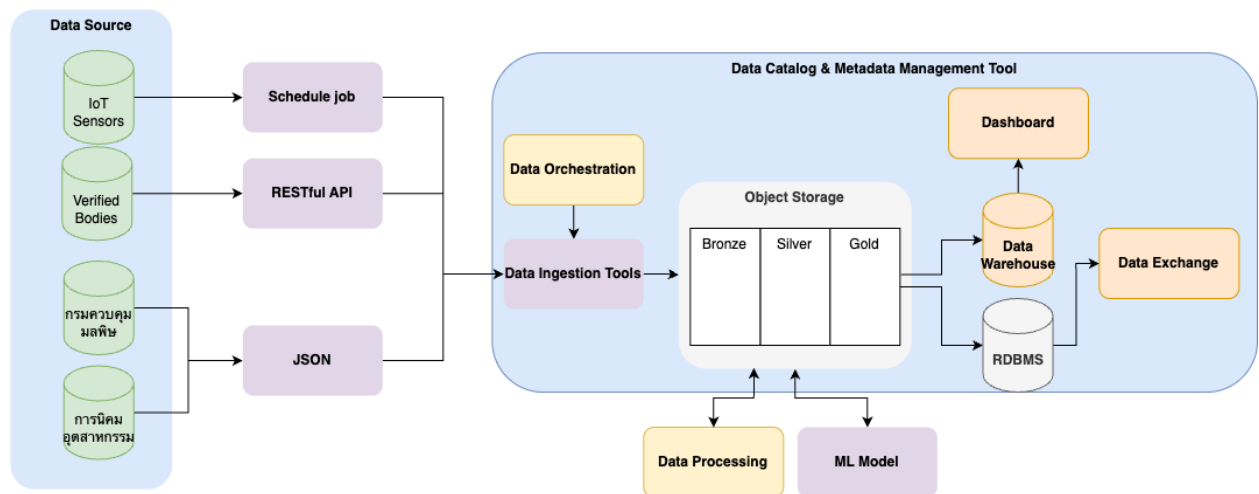 Data Source
IoT
Sensors
Verified
Bodies
กรมควบคุม
มลพิษ
การนิคม
อุตสาหกรรม
Schedule job
RESTful API
JSON
Data Catalog & Metadata Management Tool
Data Orchestration
Data Ingestion Tools
Object Storage
Bronze
Silver
Gold
Dashboard
Data
Warehouse
Data Exchange
RDBMS
Data Processing
ML Model